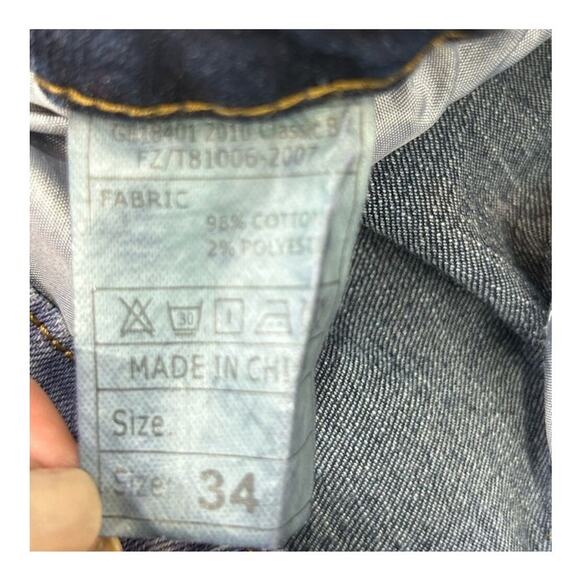 GB18401 2010 Classic B
FZ/T81006-2007
FABRIC
98% COTTO
2% POLYEST
30
MADE IN CHI
Size
Size: 34